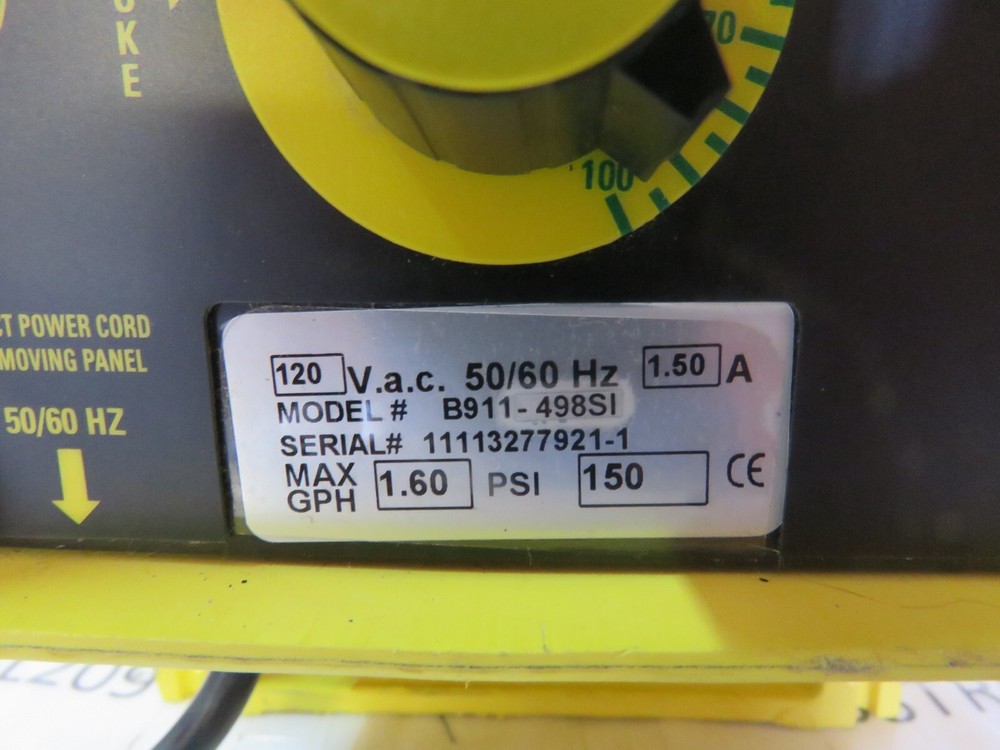 KE
70
100
POWER CORD
MOVING PANEL
50/60 HZ
120 V.a.c. 50/60 Hz 1.50 A
MODEL # B911-498SI
SERIAL# 11113277921-1
MAX GPH 1.60 PSI 150 CE